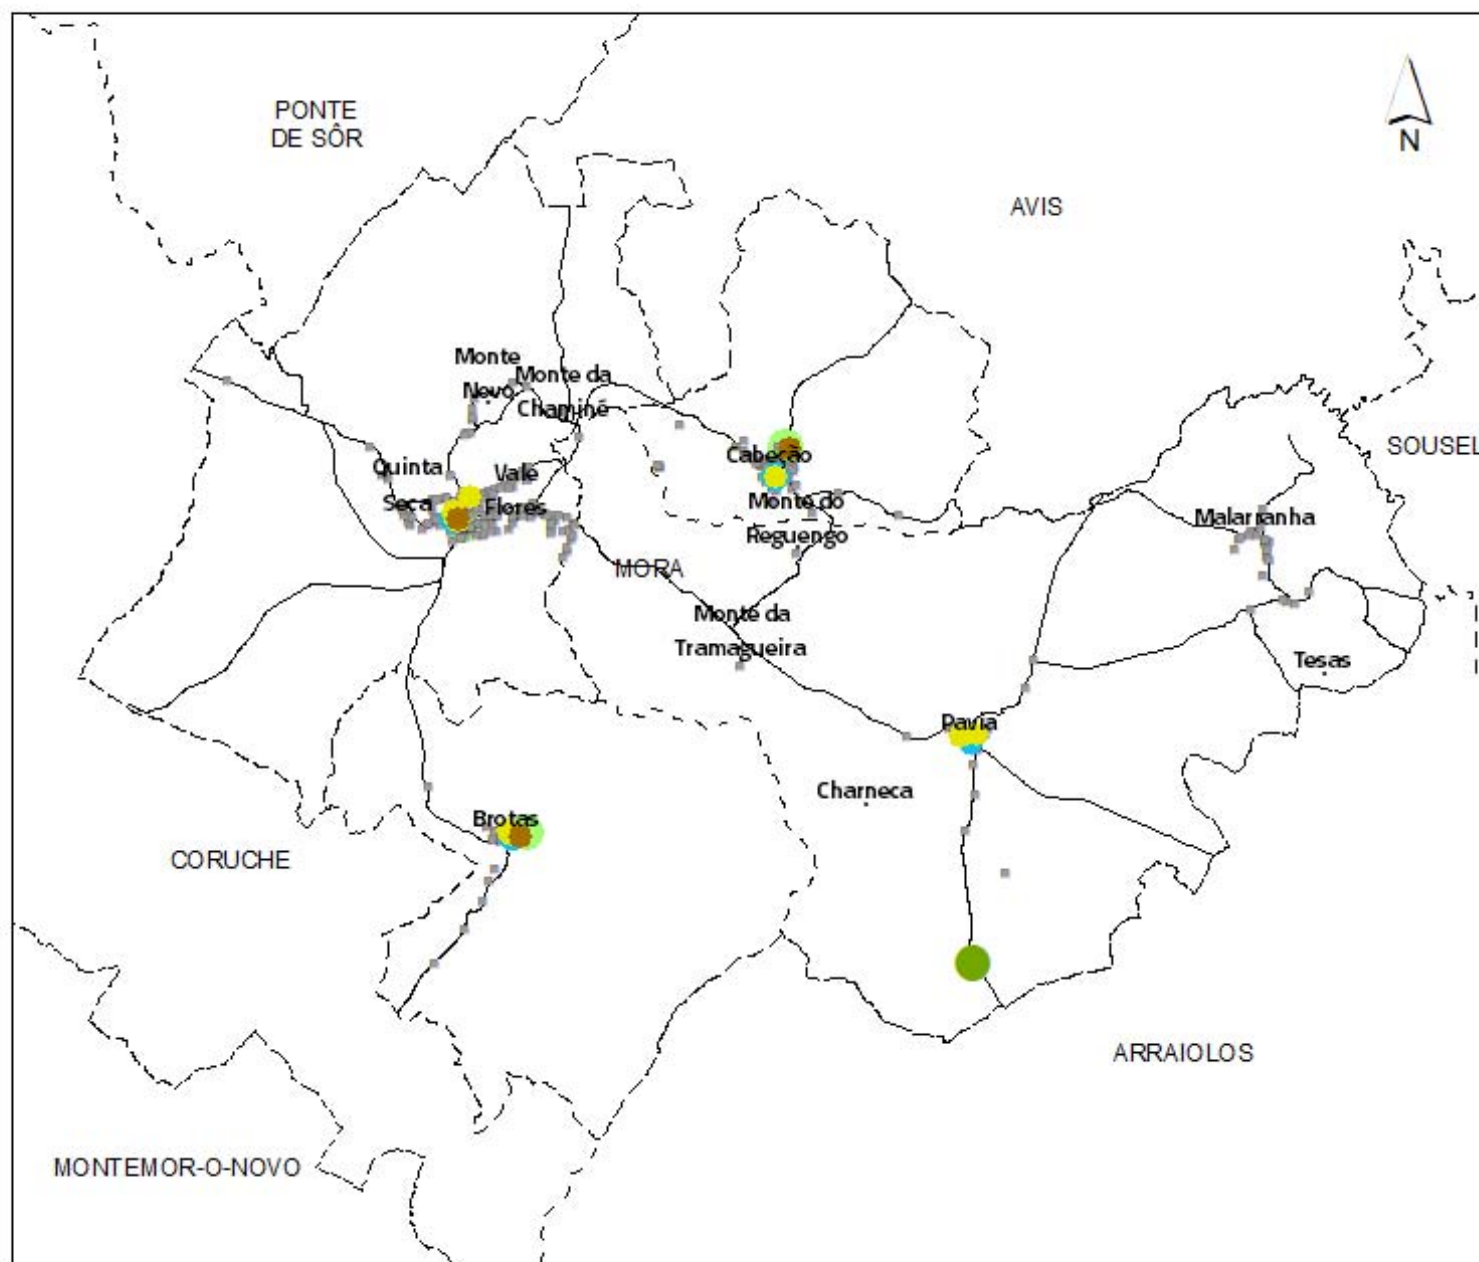 PONTE
DE SÔR
N
AVIS
Monte
Novo
Monte da
Chaminé
SOUSEL
Quinta
Seca
Vale
Flores
Cabeção
Monte do
Reguengo
Malarranha
MORA
Monte da
Tramagueira
Tesas
Pavia
Charneca
Brotas
CORUCHE
ARRAIOLOS
MONTEMOR-O-NOVO